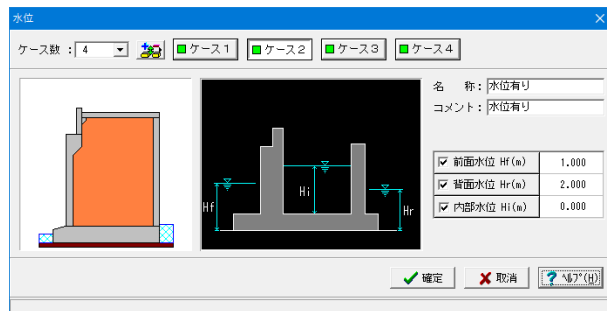 水位
ケース数 : 4 ケース1 ケース2 ケース3 ケース4
名 称: 水位有り
コメント: 水位有り
前面水位 Hf(m) 1.000
背面水位 Hr(m) 2.000
内部水位 Hi(m) 0.000
Hi
Hf
Hr
確定 取消 ? ﾍﾙﾌﾟ(H)